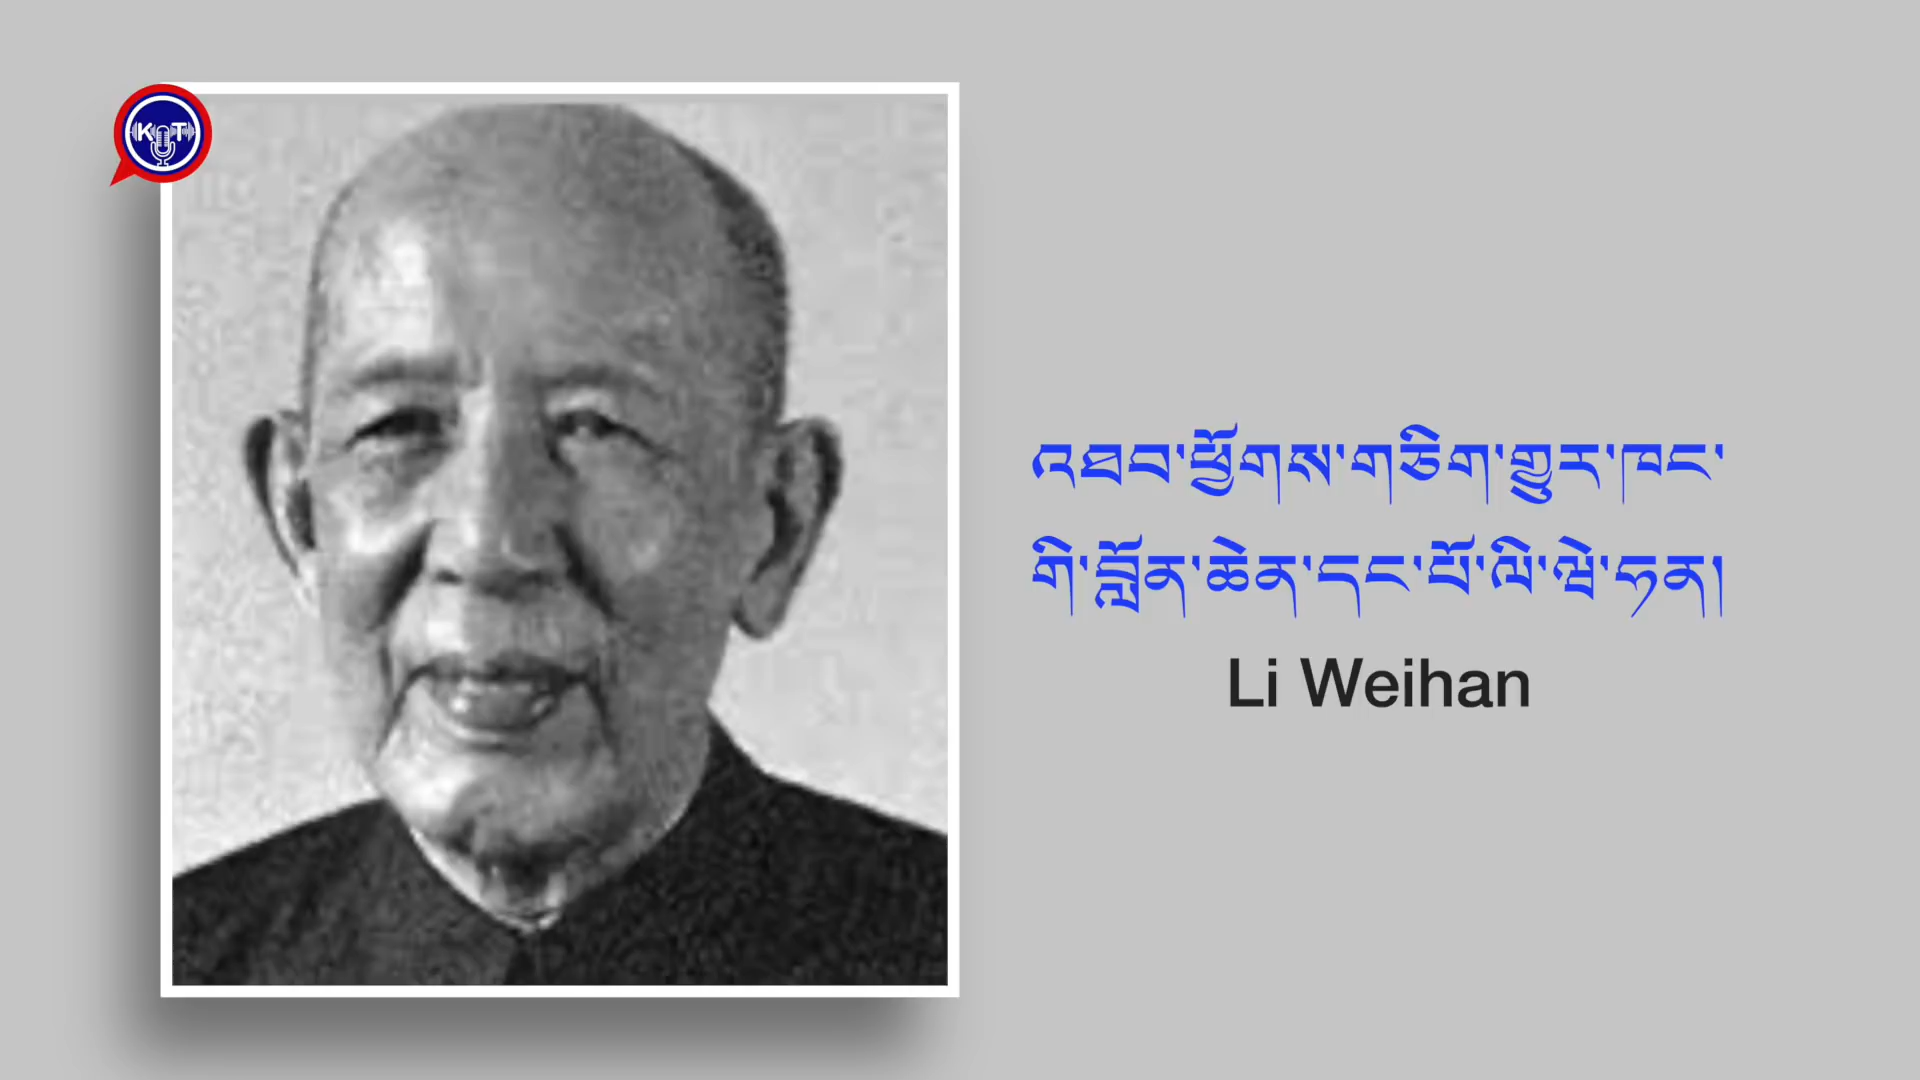 K T
འཐབ་ཕྱོགས་གཅིག་གྱུར་ཁང་
གི་བློན་ཆེན་དང་པོ་ལི་ལ�​ེ་ཧན།
Li Weihan